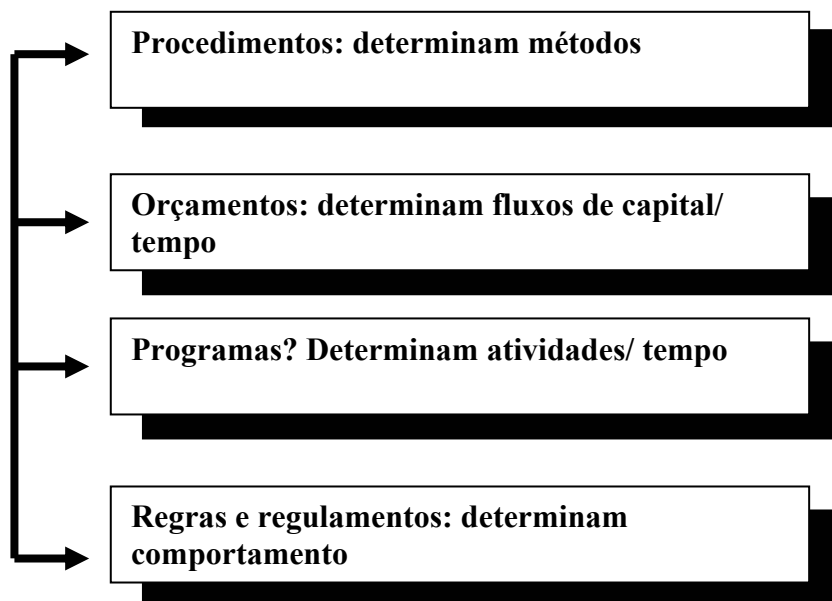 Procedimentos: determinam métodos
Orçamentos: determinam fluxos de capital/
tempo
Programas? Determinam atividades/ tempo
Regras e regulamentos: determinam
comportamento